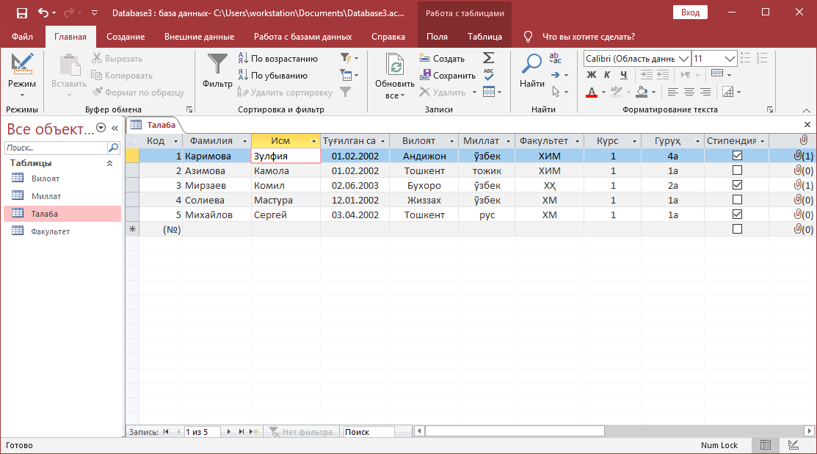 Database3 : база данных- C:\Users\workstation\Documents\Database3.ac... Работа с таблицами Вход
Файл Главная Создание Внешние данные Работа с базами данных Справка Поля Таблица Что вы хотите сделать?
Режим
Режимы
Вставить
Вырезать
Копировать
Формат по образцу
Буфер обмена
Фильтр
По возрастанию
По убыванию
Удалить сортировку
Сортировка и фильтр
Обновить все
Создать
Сохранить
Удалить
Записи
Найти
Найти
Calibri (Область данн 11
Ж К Ч
А
Форматирование текста
Все объект...
Поиск...
Таблицы
Вилоят
Миллат
Талаба
Факультет
Талаба
Код Фамилия Исм Туғилган са Вилоят Миллат Факультет Курс Гуруҳ Стипендия
1 Каримова Зулфия 01.02.2002 Андижон ўзбек ХИМ 1 4а (1)
2 Азимова Камола 01.02.2002 Тошкент тожик ХИМ 1 1а (0)
3 Мирзаев Комил 02.06.2003 Бухоро ўзбек ХҲ 1 2а (1)
4 Солиева Мастура 12.01.2002 Жиззах ўзбек ХМ 1 1а (0)
5 Михайлов Сергей 03.04.2002 Тошкент рус ХМ 1 1а (0)
(№) (0)
Запись: 1 из 5 Нет фильтра Поиск
Готово Num Lock